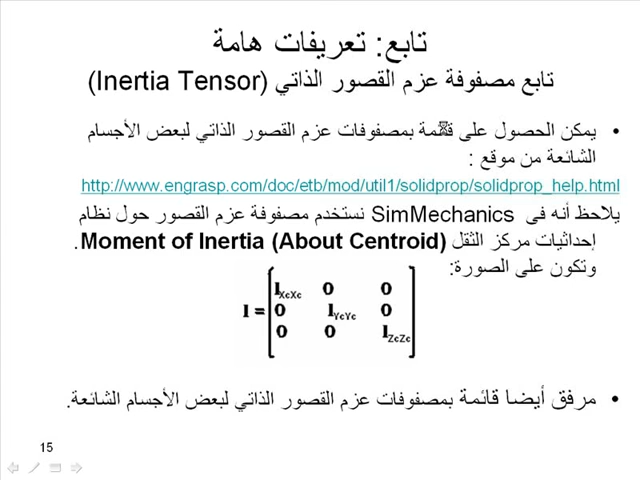 تابع: تعريفات هامة
تابع مصفوفة عزم القصور الذاتي (Inertia Tensor)
• يمكن الحصول على قائمة بمصفوفات عزم القصور الذاتي لبعض الأجسام
الشائعة من موقع :
http://www.engrasp.com/doc/etb/mod/util1/solidprop/solidprop_help.html
يلاحظ أنه فى SimMechanics نستخدم مصفوفة عزم القصور حول نظام
إحداثيات مركز الثقل Moment of Inertia (About Centroid).
وتكون على الصورة:
I = [ IXcXc 0 0
0 IYcYc 0
0 0 IZcZc ]
• مرفق أيضا قائمة بمصفوفات عزم القصور الذاتي لبعض الأجسام الشائعة.
15